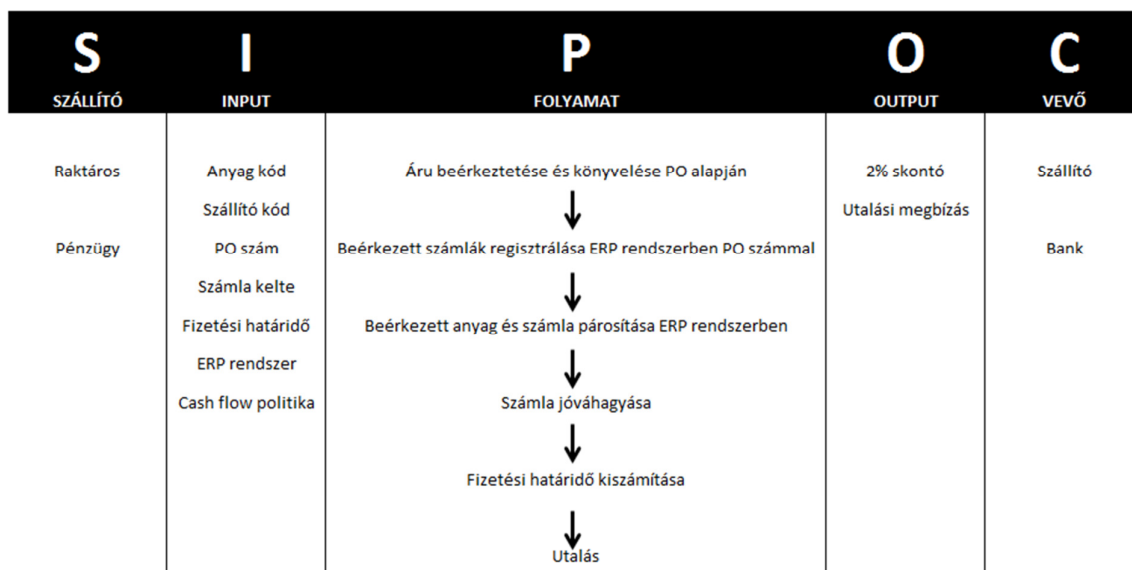 S I P O C
SZÁLLÍTÓ INPUT FOLYAMAT OUTPUT VEVŐ
Raktáros Anyag kód Áru beérkeztetése és könyvelése PO alapján 2% skontó Szállító
Szállító kód Utalási megbízás
Pénzügy PO szám Beérkezett számlák regisztrálása ERP rendszerben PO számmal Bank
Számla kelte
Fizetési határidő Beérkezett anyag és számla párosítása ERP rendszerben
ERP rendszer
Cash flow politika Számla jóváhagyása
Fizetési határidő kiszámítása
Utalás